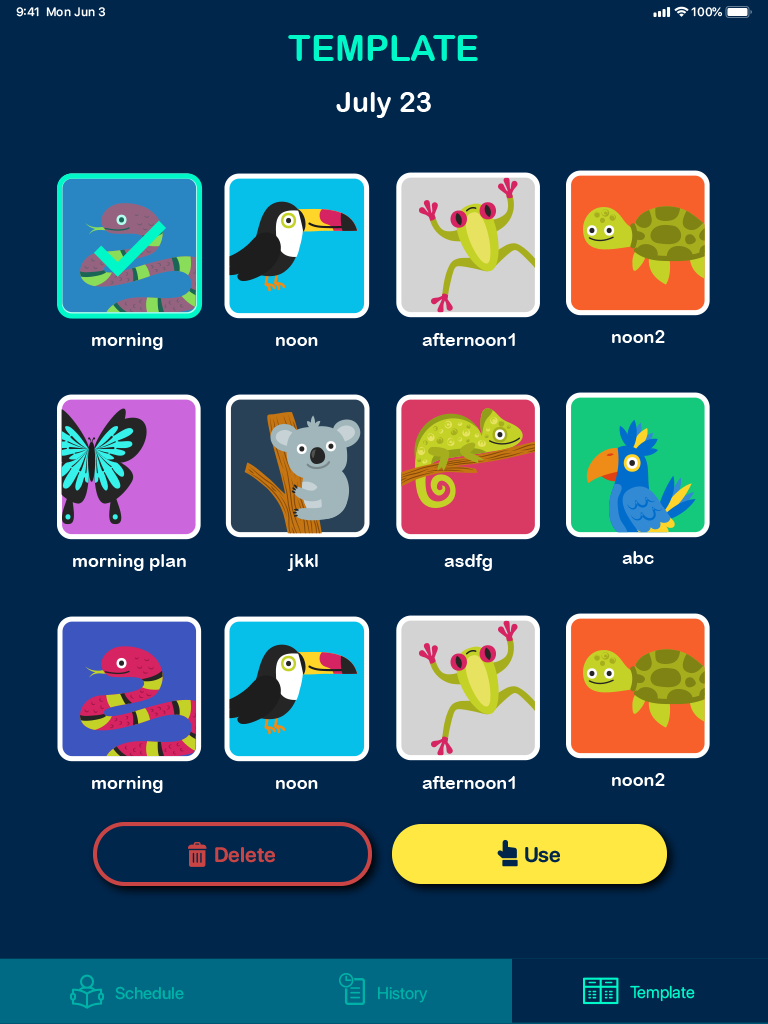 9:41 Mon Jun 3 100%
TEMPLATE
July 23
morning noon afternoon1 noon2
morning plan jkkl asdfg abc
morning noon afternoon1 noon2
Delete Use
Schedule History Template